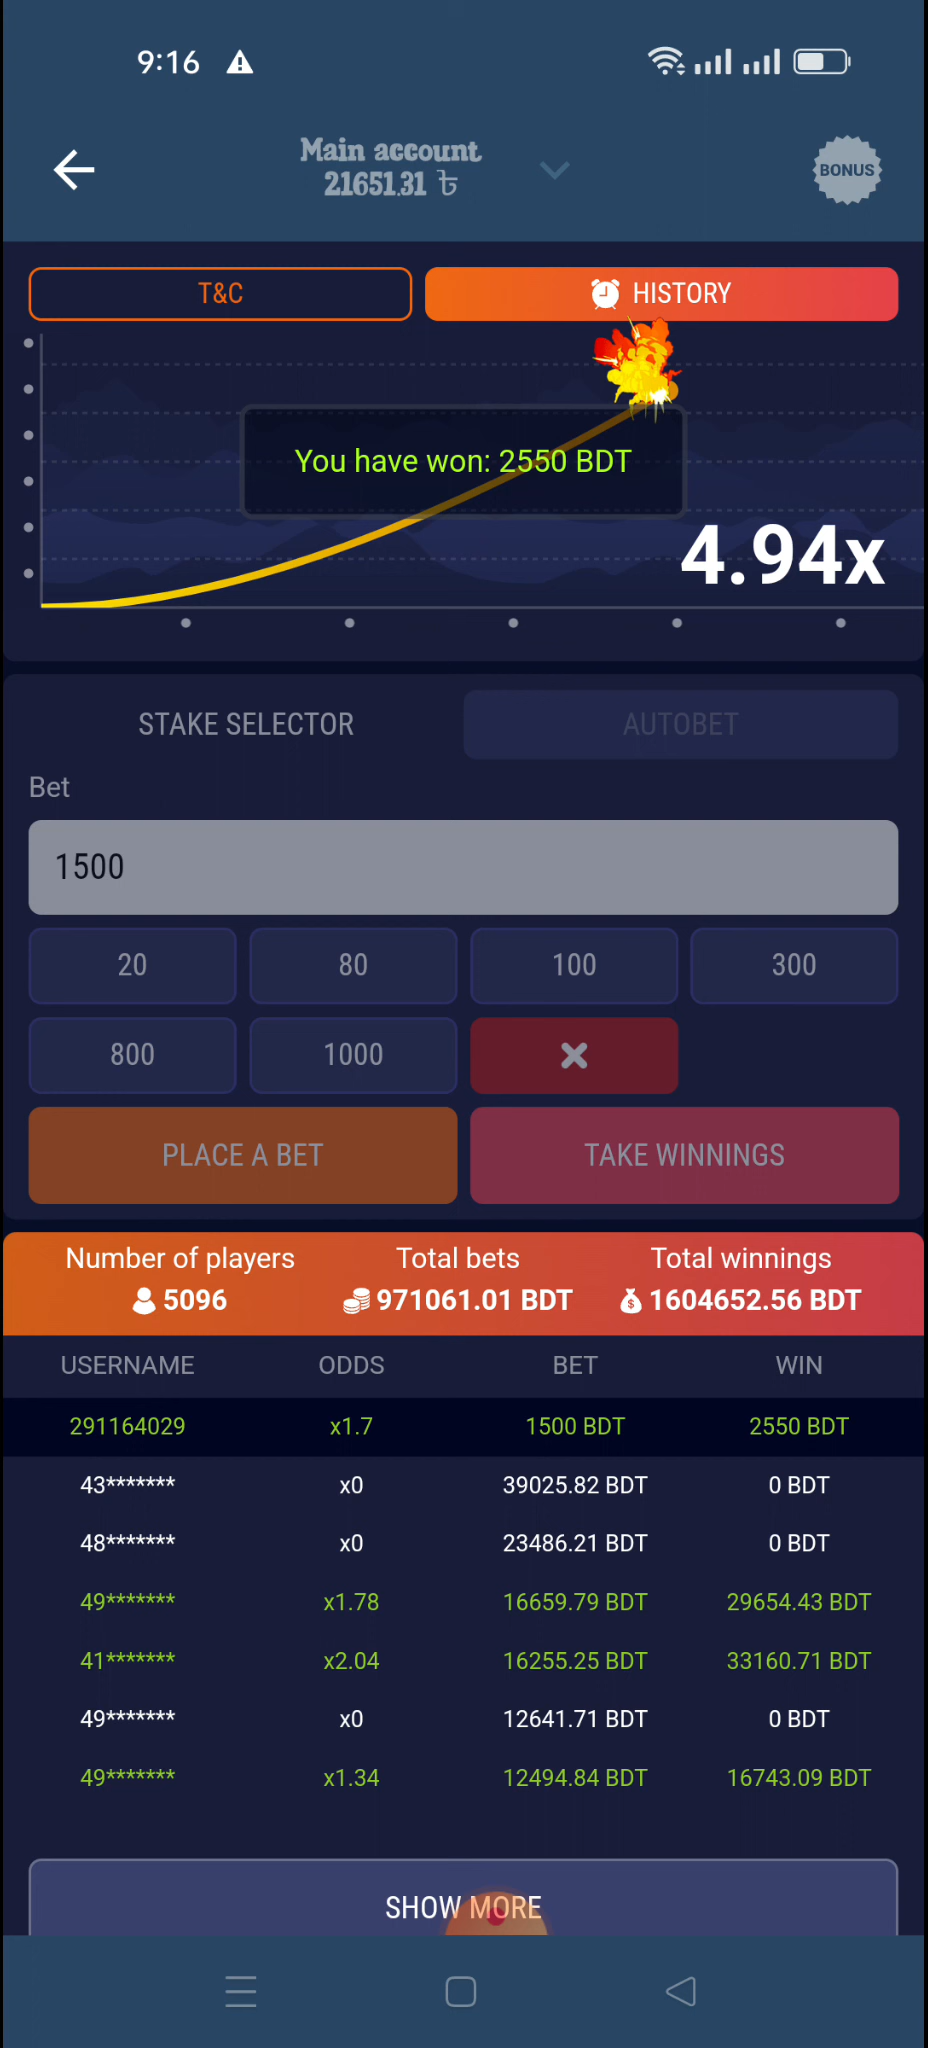 9:16
Main account
21651.31 ৳
BONUS
T&C
HISTORY
You have won: 2550 BDT
4.94x
STAKE SELECTOR
AUTOBET
Bet
1500
20 80 100 300
800 1000
PLACE A BET
TAKE WINNINGS
Number of players Total bets Total winnings
5096 971061.01 BDT 1604652.56 BDT
USERNAME ODDS BET WIN
291164029 x1.7 1500 BDT 2550 BDT
43******* x0 39025.82 BDT 0 BDT
48******* x0 23486.21 BDT 0 BDT
49******* x1.78 16659.79 BDT 29654.43 BDT
41******* x2.04 16255.25 BDT 33160.71 BDT
49******* x0 12641.71 BDT 0 BDT
49******* x1.34 12494.84 BDT 16743.09 BDT
SHOW MORE